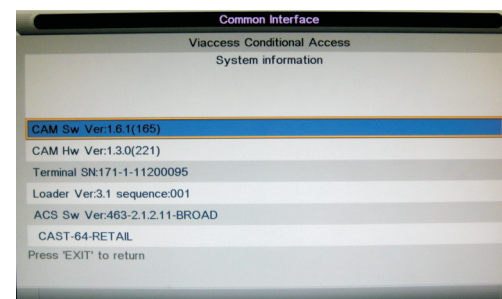 Common Interface
Viaccess Conditional Access
System information
CAM Sw Ver:1.6.1(165)
CAM Hw Ver:1.3.0(221)
Terminal SN:171-1-11200095
Loader Ver:3.1 sequence:001
ACS Sw Ver:463-2.1.2.11-BROAD
CAST-64-RETAIL
Press 'EXIT' to return